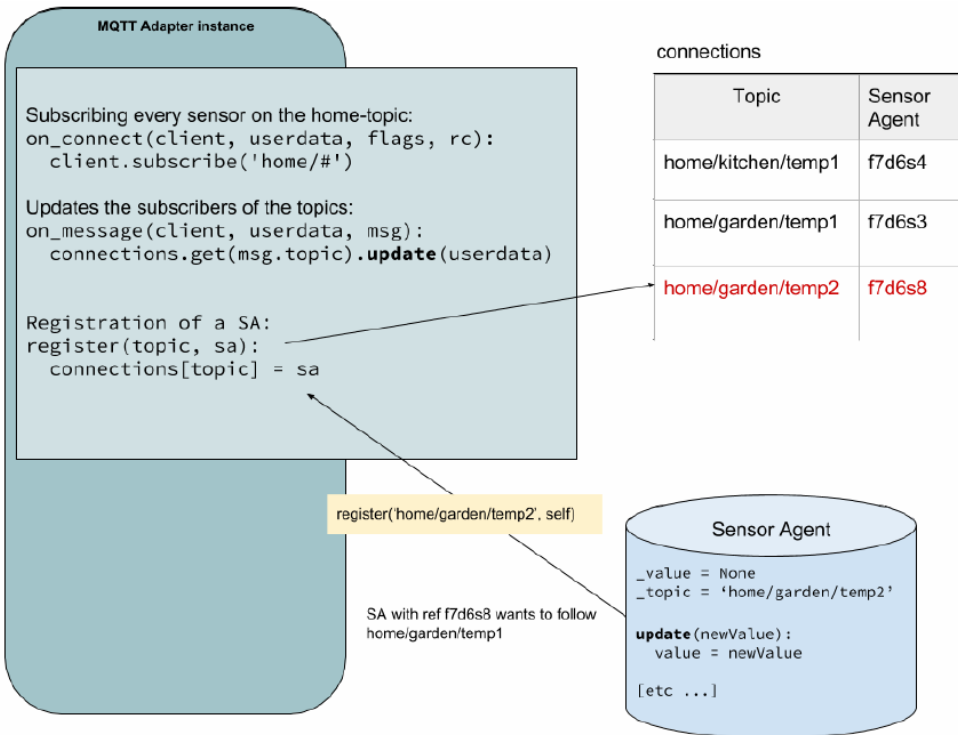 MQTT Adapter instance
Subscribing every sensor on the home-topic:
on_connect(client, userdata, flags, rc):
client.subscribe('home/#')
Updates the subscribers of the topics:
on_message(client, userdata, msg):
connections.get(msg.topic).update(userdata)
Registration of a SA:
register(topic, sa):
connections[topic] = sa
connections
Topic
Sensor
Agent
home/kitchen/temp1
f7d6s4
home/garden/temp1
f7d6s3
home/garden/temp2
f7d6s8
register('home/garden/temp2', self)
SA with ref f7d6s8 wants to follow
home/garden/temp1
Sensor Agent
_value = None
_topic = ‘home/garden/temp2’
update(newValue):
value = newValue
[etc ...]